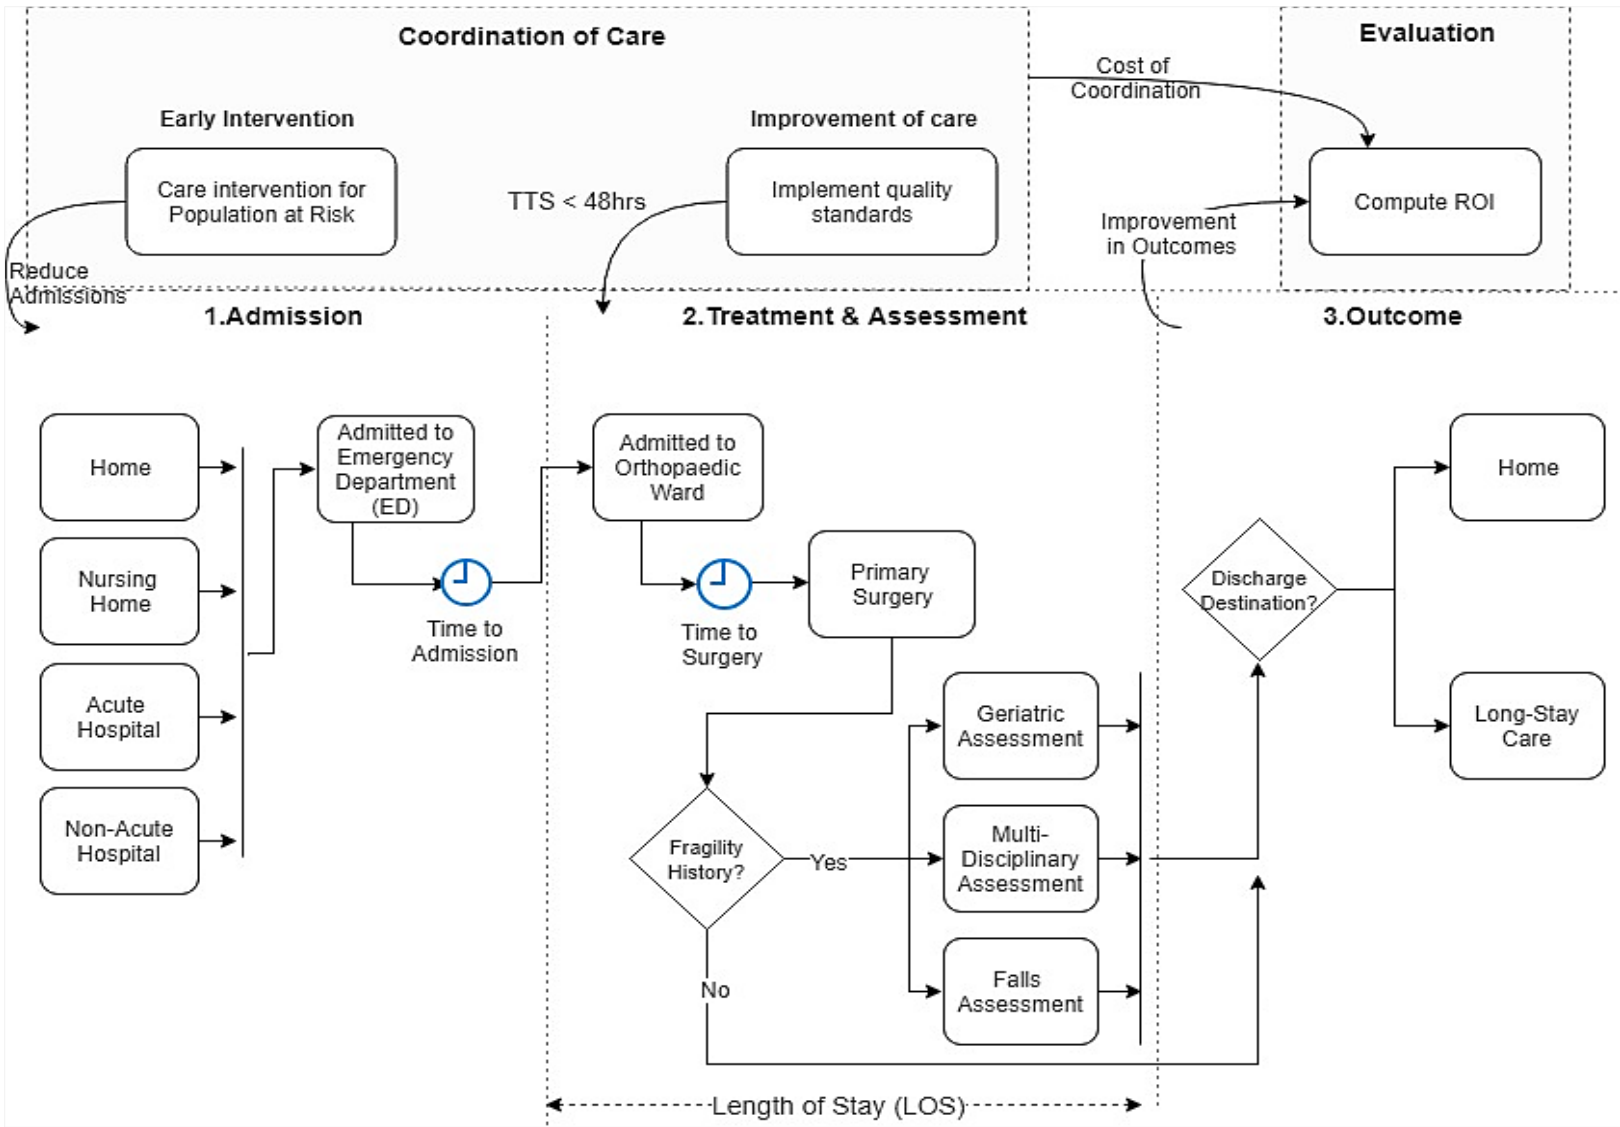 Coordination of Care
Evaluation
Cost of
Coordination
Early Intervention
Improvement of care
Care intervention for
Population at Risk
TTS < 48hrs
Implement quality
standards
Compute ROI
Improvement
in Outcomes
Reduce
Admissions
1.Admission
2.Treatment & Assessment
3.Outcome
Home
Nursing
Home
Acute
Hospital
Non-Acute
Hospital
Admitted to
Emergency
Department
(ED)
Time to
Admission
Admitted to
Orthopaedic
Ward
Time to
Surgery
Primary
Surgery
Fragility
History?
Yes
No
Geriatric
Assessment
Multi-
Disciplinary
Assessment
Falls
Assessment
Discharge
Destination?
Home
Long-Stay
Care
Length of Stay (LOS)